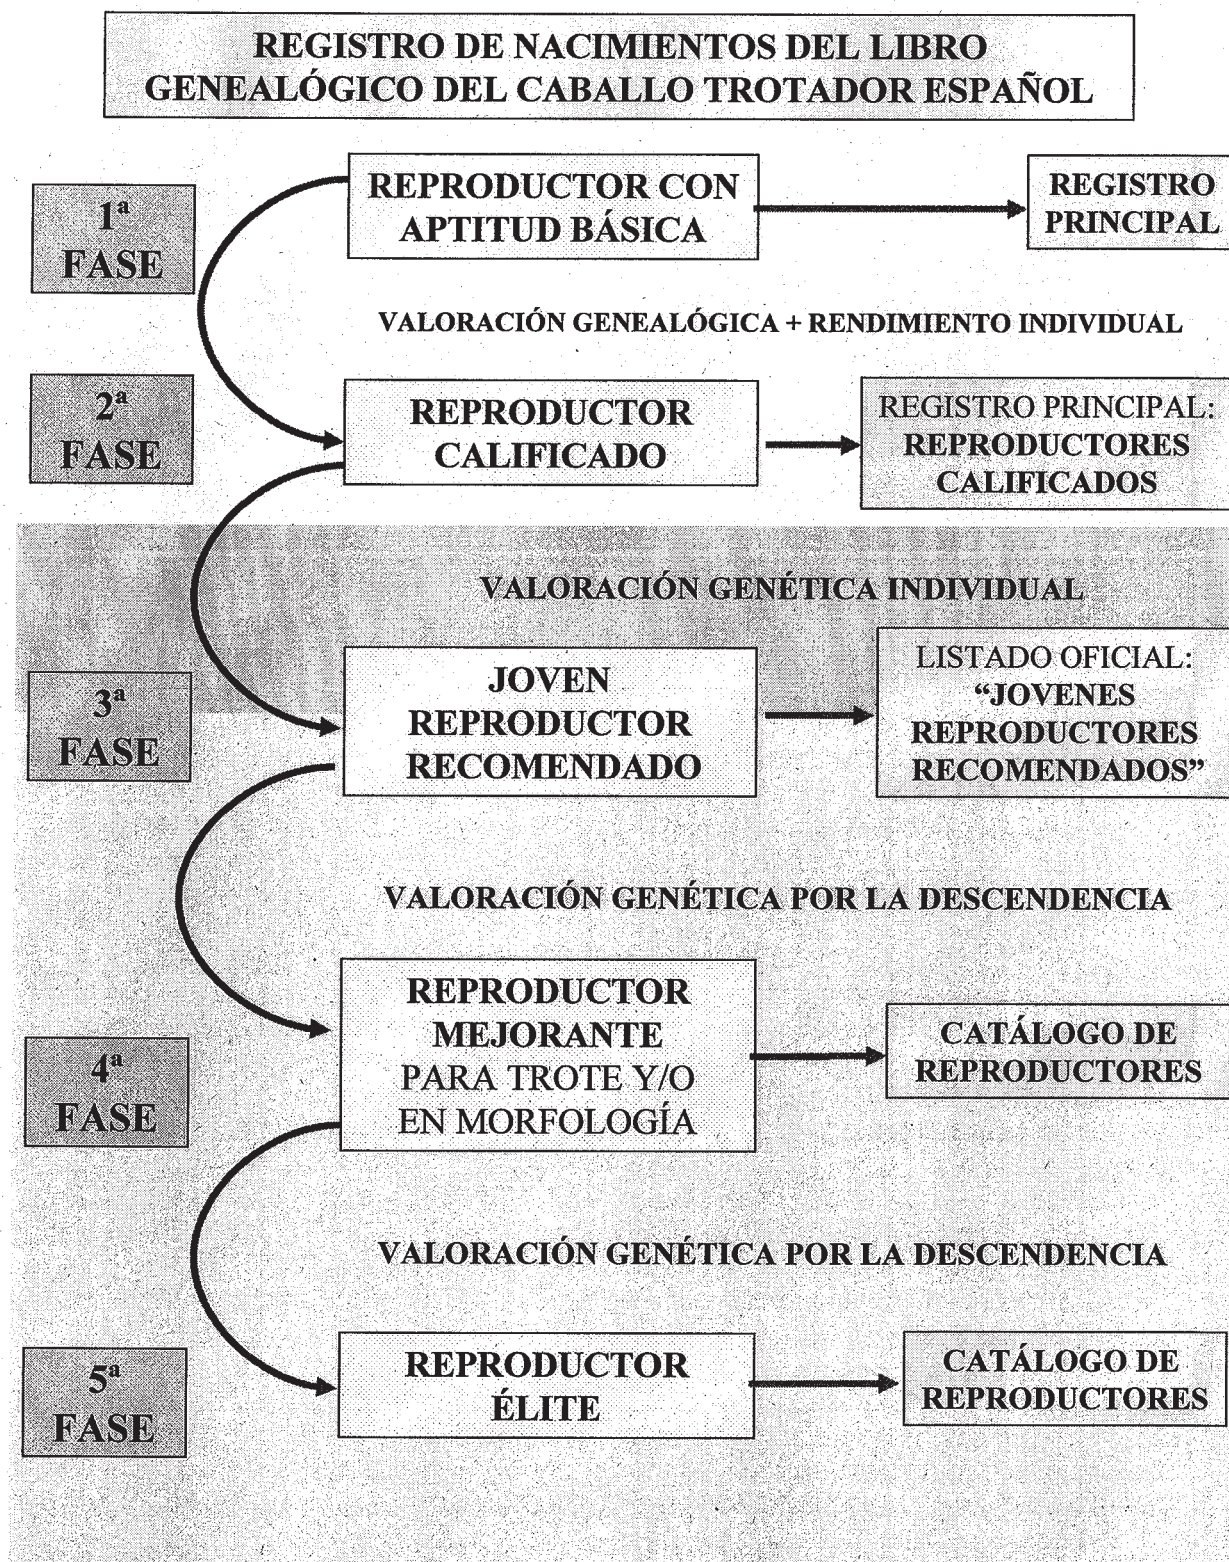 REGISTRO DE NACIMIENTOS DEL LIBRO
GENEALÓGICO DEL CABALLO TROTADOR ESPAÑOL
1ª
FASE
REPRODUCTOR CON
APTITUD BÁSICA
REGISTRO
PRINCIPAL
VALORACIÓN GENEALÓGICA + RENDIMIENTO INDIVIDUAL
2ª
FASE
REPRODUCTOR
CALIFICADO
REGISTRO PRINCIPAL:
REPRODUCTORES
CALIFICADOS
VALORACIÓN GENÉTICA INDIVIDUAL
3ª
FASE
JOVEN
REPRODUCTOR
RECOMENDADO
LISTADO OFICIAL:
“JOVENES
REPRODUCTORES
RECOMENDADOS”
VALORACIÓN GENÉTICA POR LA DESCENDENCIA
4ª
FASE
REPRODUCTOR
MEJORANTE
PARA TROTE Y/O
EN MORFOLOGÍA
CATÁLOGO DE
REPRODUCTORES
VALORACIÓN GENÉTICA POR LA DESCENDENCIA
5ª
FASE
REPRODUCTOR
ÉLITE
CATÁLOGO DE
REPRODUCTORES